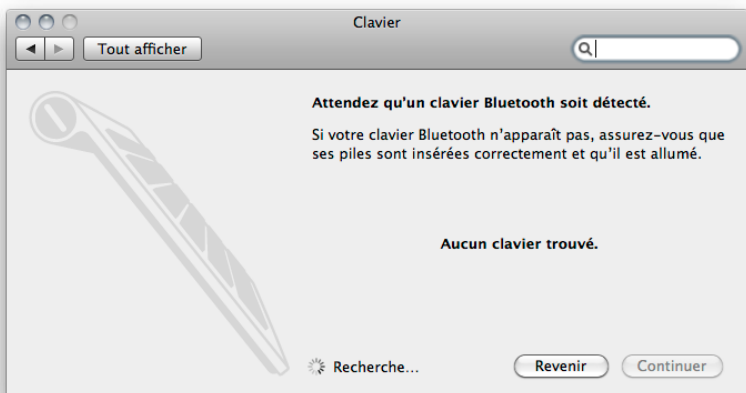 Clavier
Tout afficher
Attendez qu'un clavier Bluetooth soit détecté.
Si votre clavier Bluetooth n'apparaît pas, assurez-vous que
ses piles sont insérées correctement et qu'il est allumé.
Aucun clavier trouvé.
Recherche...
Revenir
Continuer